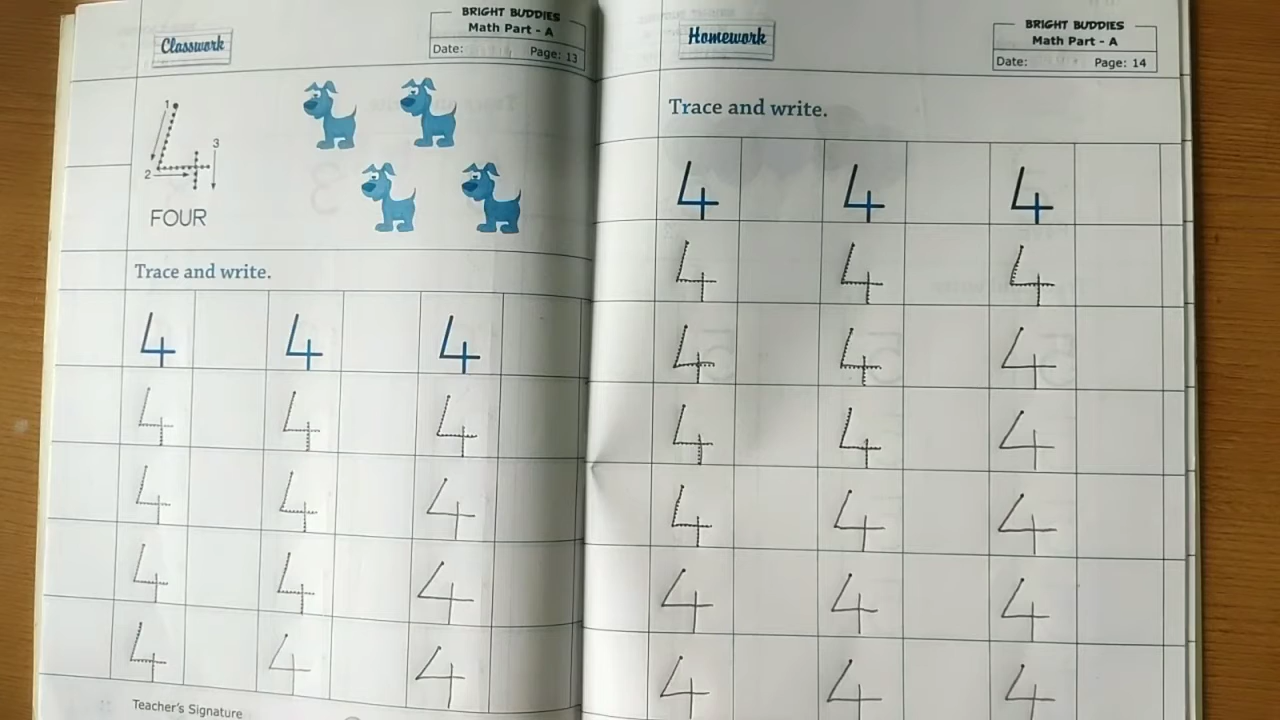 Classwork
BRIGHT BUDDIES
Math Part - A
Date:
Page: 13
1
2
3
FOUR
Trace and write.
4 4 4
4 4 4
4 4 4
4 4 4
4 4 4
Teacher's Signature
Homework
BRIGHT BUDDIES
Math Part - A
Date:
Page: 14
Trace and write.
4 4 4
4 4 4
4 4 4
4 4 4
4 4 4
4 4 4
4 4 4